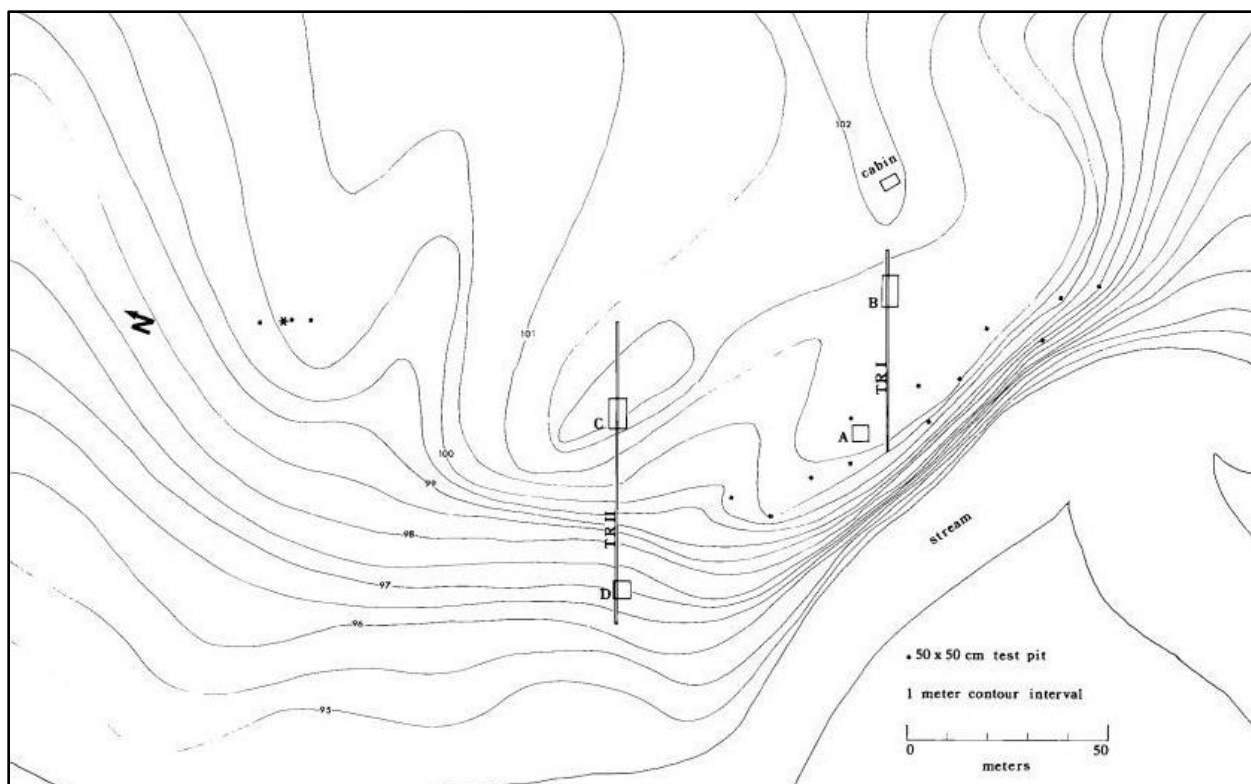 102
cabin
N
B
101
TR I
C
A
100
99
TR II
stream
98
97
D
96
50 x 50 cm test pit
1 meter contour interval
95
0 50
meters